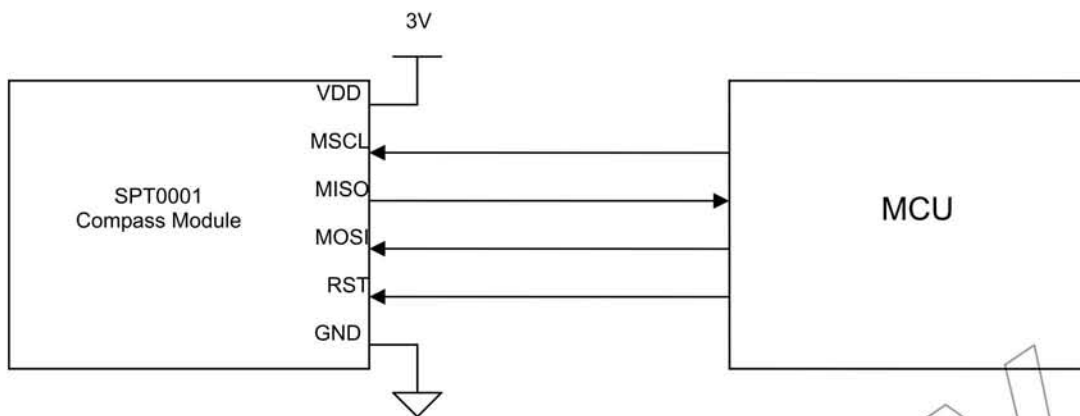 3V
VDD
MSCL
MISO
MOSI
RST
GND
SPT0001
Compass Module
MCU